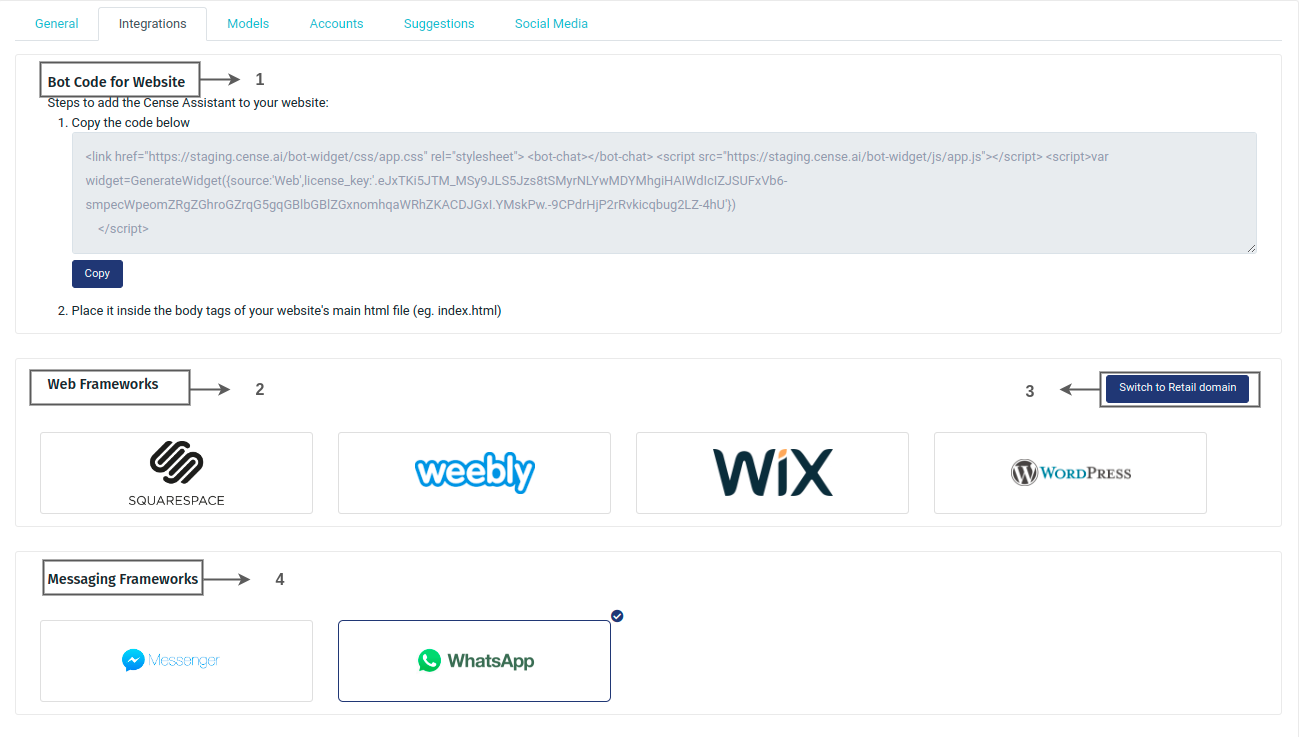 General Integrations Models Accounts Suggestions Social Media
Bot Code for Website 1
Steps to add the Cense Assistant to your website:
1. Copy the code below
<link href="https://staging.cense.ai/bot-widget/css/app.css" rel="stylesheet"> <bot-chat></bot-chat> <script src="https://staging.cense.ai/bot-widget/js/app.js"></script> <script>var
widget=GenerateWidget({source:'Web',license_key:'.eJxTKi5JTM_MSy9JLS5Jzs8tSMyrNLYwMDYMhgiHAIWdIcIZJSUFxVb6-
smpecWpeomZRgZGhroGZrqG5gqGBlbGBlZGxnomhqaWRhZKACDJGxI.YMskPw.-9CPdrHjP2rRvkicqbug2LZ-4hU'})
</script>
Copy
2. Place it inside the body tags of your website's main html file (eg. index.html)
Web Frameworks 2 3 Switch to Retail domain
SQUARESPACE weebly WiX WORDPRESS
Messaging Frameworks 4
Messenger WhatsApp